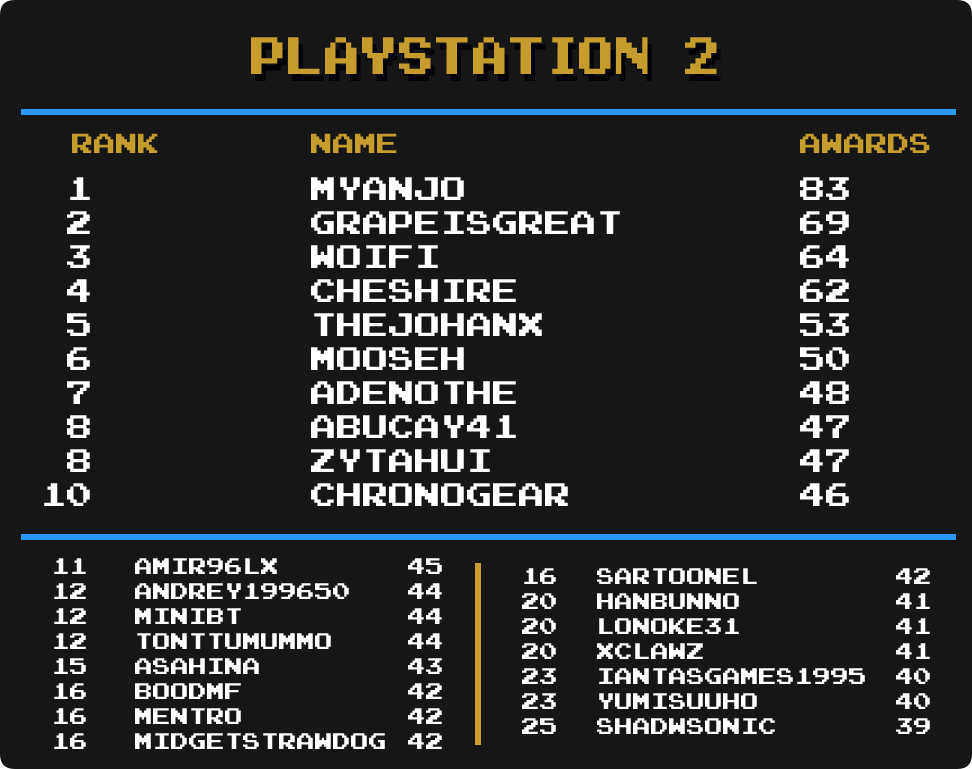 PLAYSTATION 2
RANK NAME AWARDS
1 MYANJO 83
2 GRAPEISGREAT 69
3 WOIFI 64
4 CHESHIRE 62
5 THEJOHANX 53
6 MOOSEH 50
7 ADENOTHE 48
8 ABUCAY41 47
8 ZYTAHUI 47
10 CHRONOGEAR 46
11 AMIR96LX 45
12 ANDREY199650 44
12 MINIBT 44
12 TONTTUMUMMO 44
15 ASAHINA 43
16 BOODMF 42
16 MENTRO 42
16 MIDGETSTRAWDOG 42
16 SARTOONEL 42
20 HANBUNNO 41
20 LONOKE31 41
20 XCLAWZ 41
23 IANTASGAMES1995 40
23 YUMISUUHO 40
25 SHADWSONIC 39